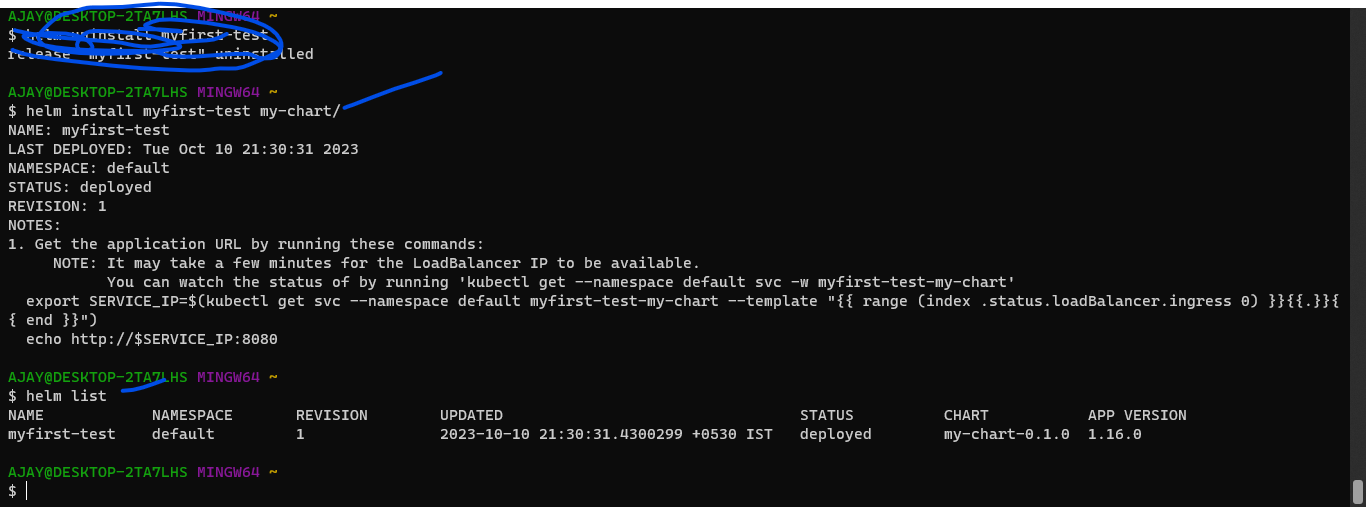 AJAY@DESKTOP-2TA7LHS MINGW64 ~
$ helm uninstall myfirst-test
release "myfirst-test" uninstalled
AJAY@DESKTOP-2TA7LHS MINGW64 ~
$ helm install myfirst-test my-chart/
NAME: myfirst-test
LAST DEPLOYED: Tue Oct 10 21:30:31 2023
NAMESPACE: default
STATUS: deployed
REVISION: 1
NOTES:
1. Get the application URL by running these commands:
     NOTE: It may take a few minutes for the LoadBalancer IP to be available.
           You can watch the status of by running 'kubectl get --namespace default svc -w myfirst-test-my-chart'
  export SERVICE_IP=$(kubectl get svc --namespace default myfirst-test-my-chart --template "{{ range (index .status.loadBalancer.ingress 0) }}{{.}}{
{ end }}")
  echo http://$SERVICE_IP:8080
AJAY@DESKTOP-2TA7LHS MINGW64 ~
$ helm list
NAME            NAMESPACE       REVISION        UPDATED                                 STATUS          CHART           APP VERSION
myfirst-test    default         1               2023-10-10 21:30:31.4300299 +0530 IST   deployed        my-chart-0.1.0  1.16.0
AJAY@DESKTOP-2TA7LHS MINGW64 ~
$